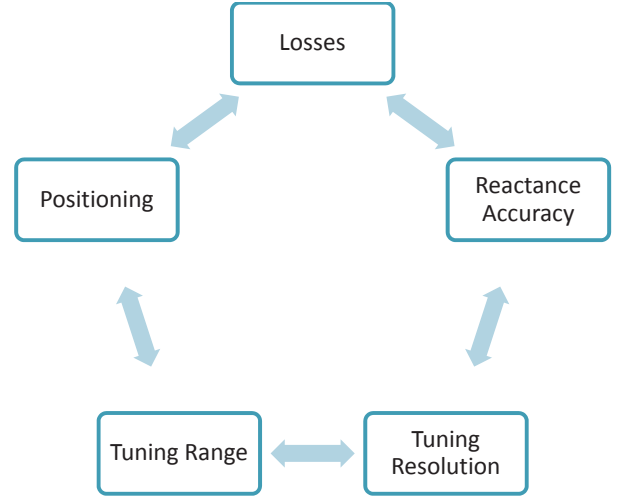 Losses
Positioning
Reactance
Accuracy
Tuning Range
Tuning
Resolution